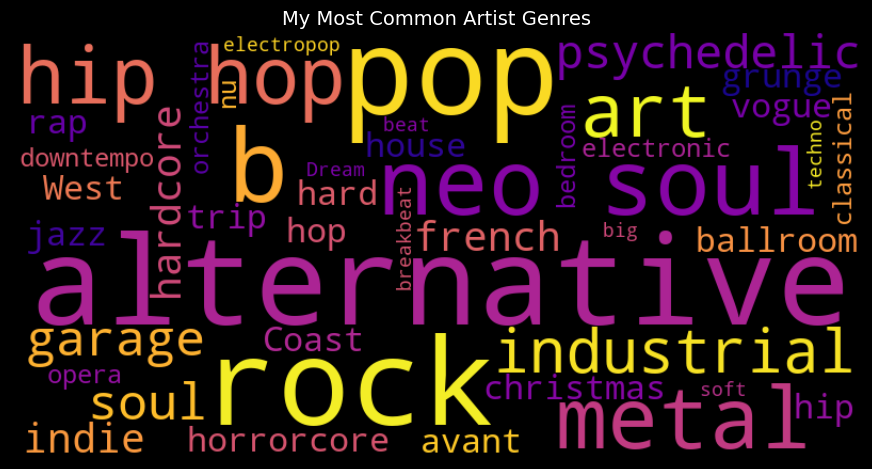 My Most Common Artist Genres
hip hop pop psychedelic
electropop
orchestra
nu
grunge
art
vogue
rap
beat
house
bedroom
electronic
techno
classical
downtempo
West
hardcore
b
Dream
hard
neo soul
trip
hop
breakbeat
french
big
ballroom
jazz
alternative
garage
Coast
rock
industrial
opera
christmas
soft
soul
metal
hip
indie
horrorcore
avant